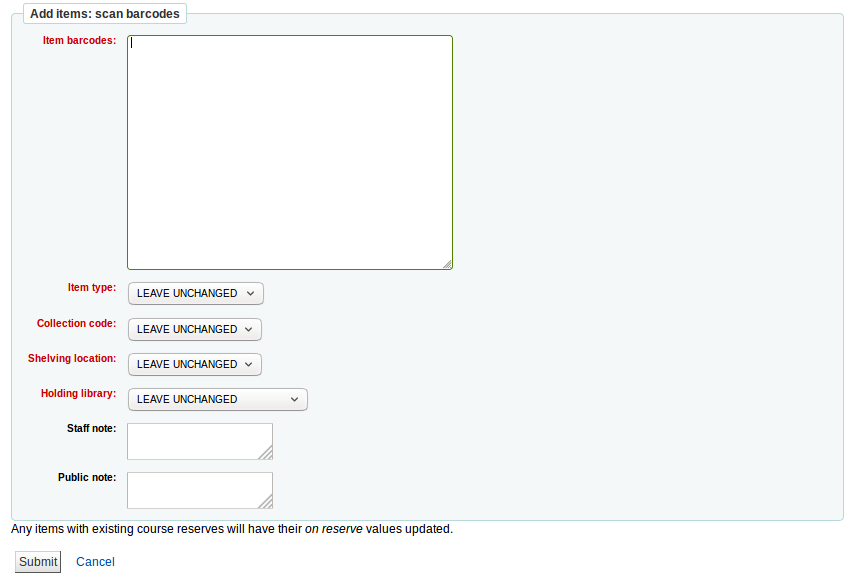 Add items: scan barcodes
Item barcodes:
Item type: LEAVE UNCHANGED
Collection code: LEAVE UNCHANGED
Shelving location: LEAVE UNCHANGED
Holding library: LEAVE UNCHANGED
Staff note:
Public note:
Any items with existing course reserves will have their on reserve values updated.
Submit Cancel